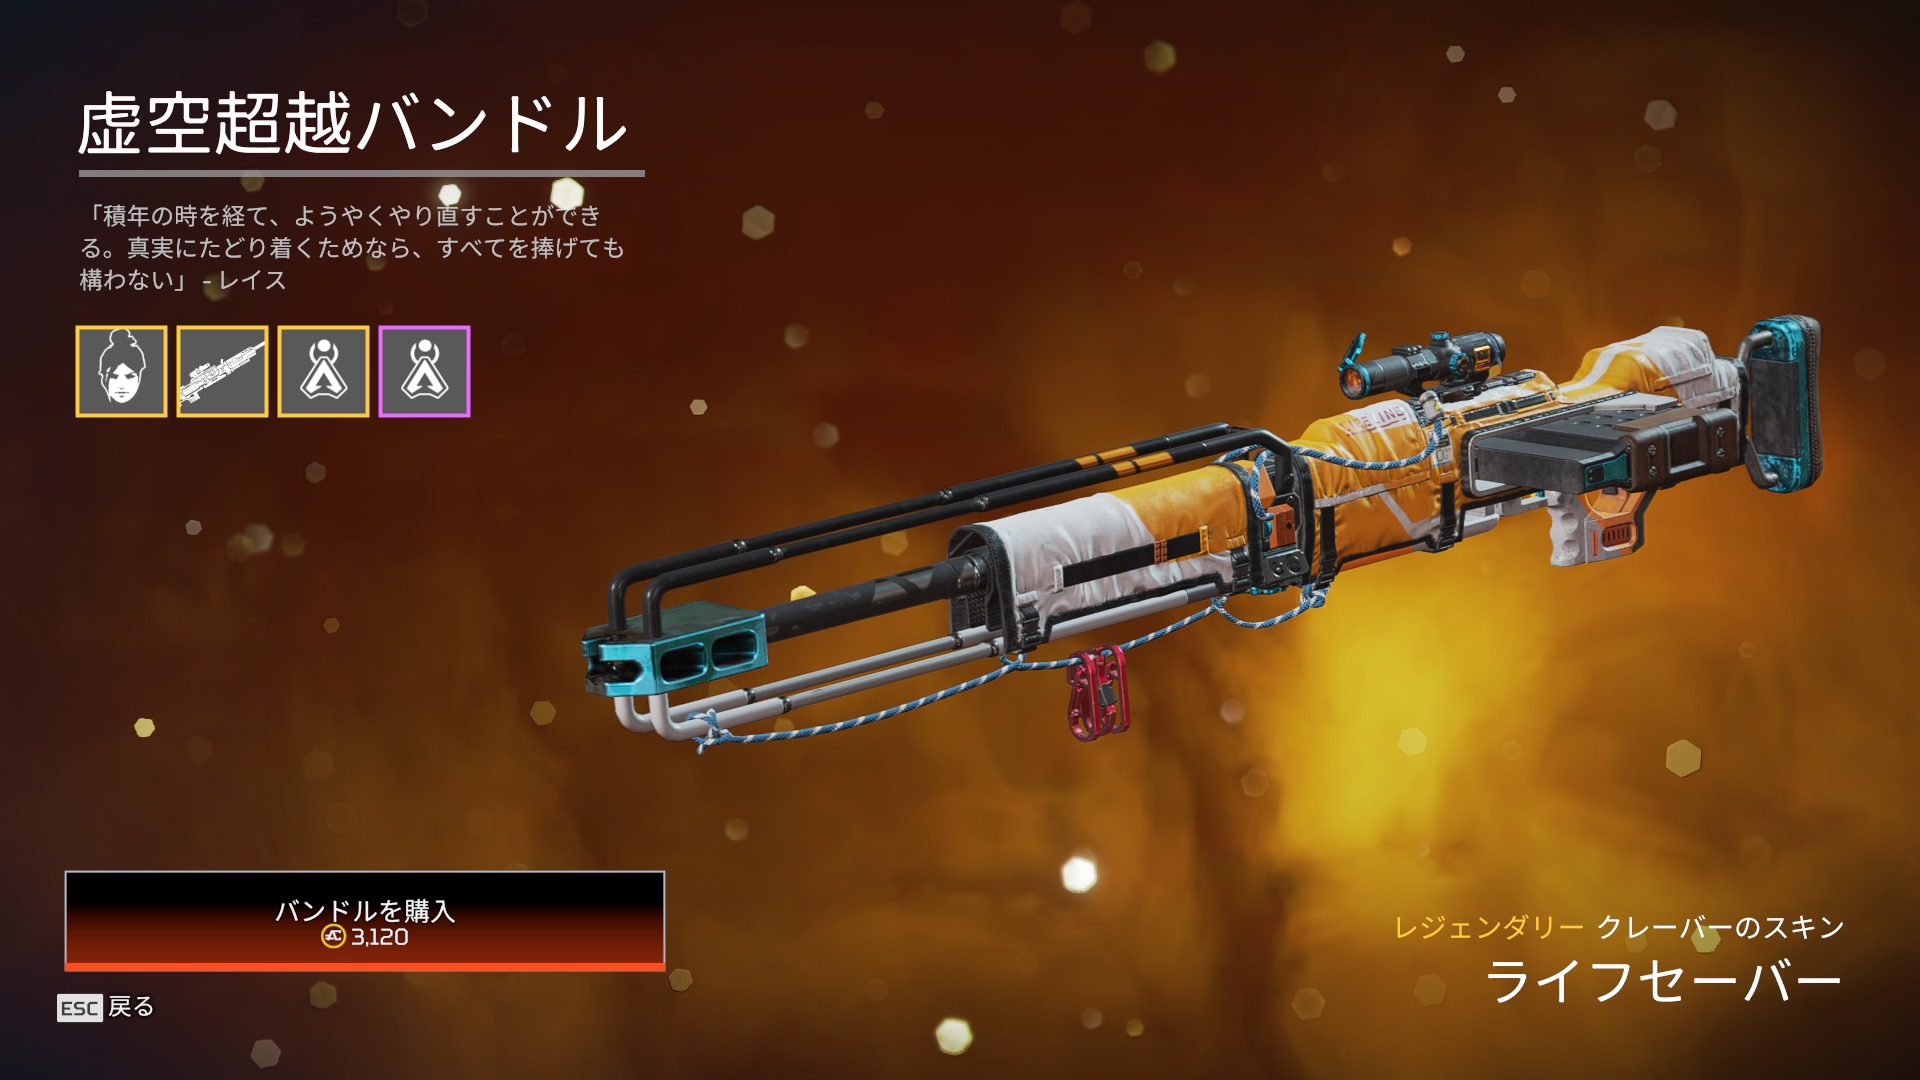 虚空超越バンドル
「積年の時を経て、ようやくやり直すことができ
る。真実にたどり着くためなら、すべてを捧げても
構わない」 - レイス
バンドルを購入
3,120
ESC 戻る
レジェンダリー クレーバーのスキン
ライフセーバー